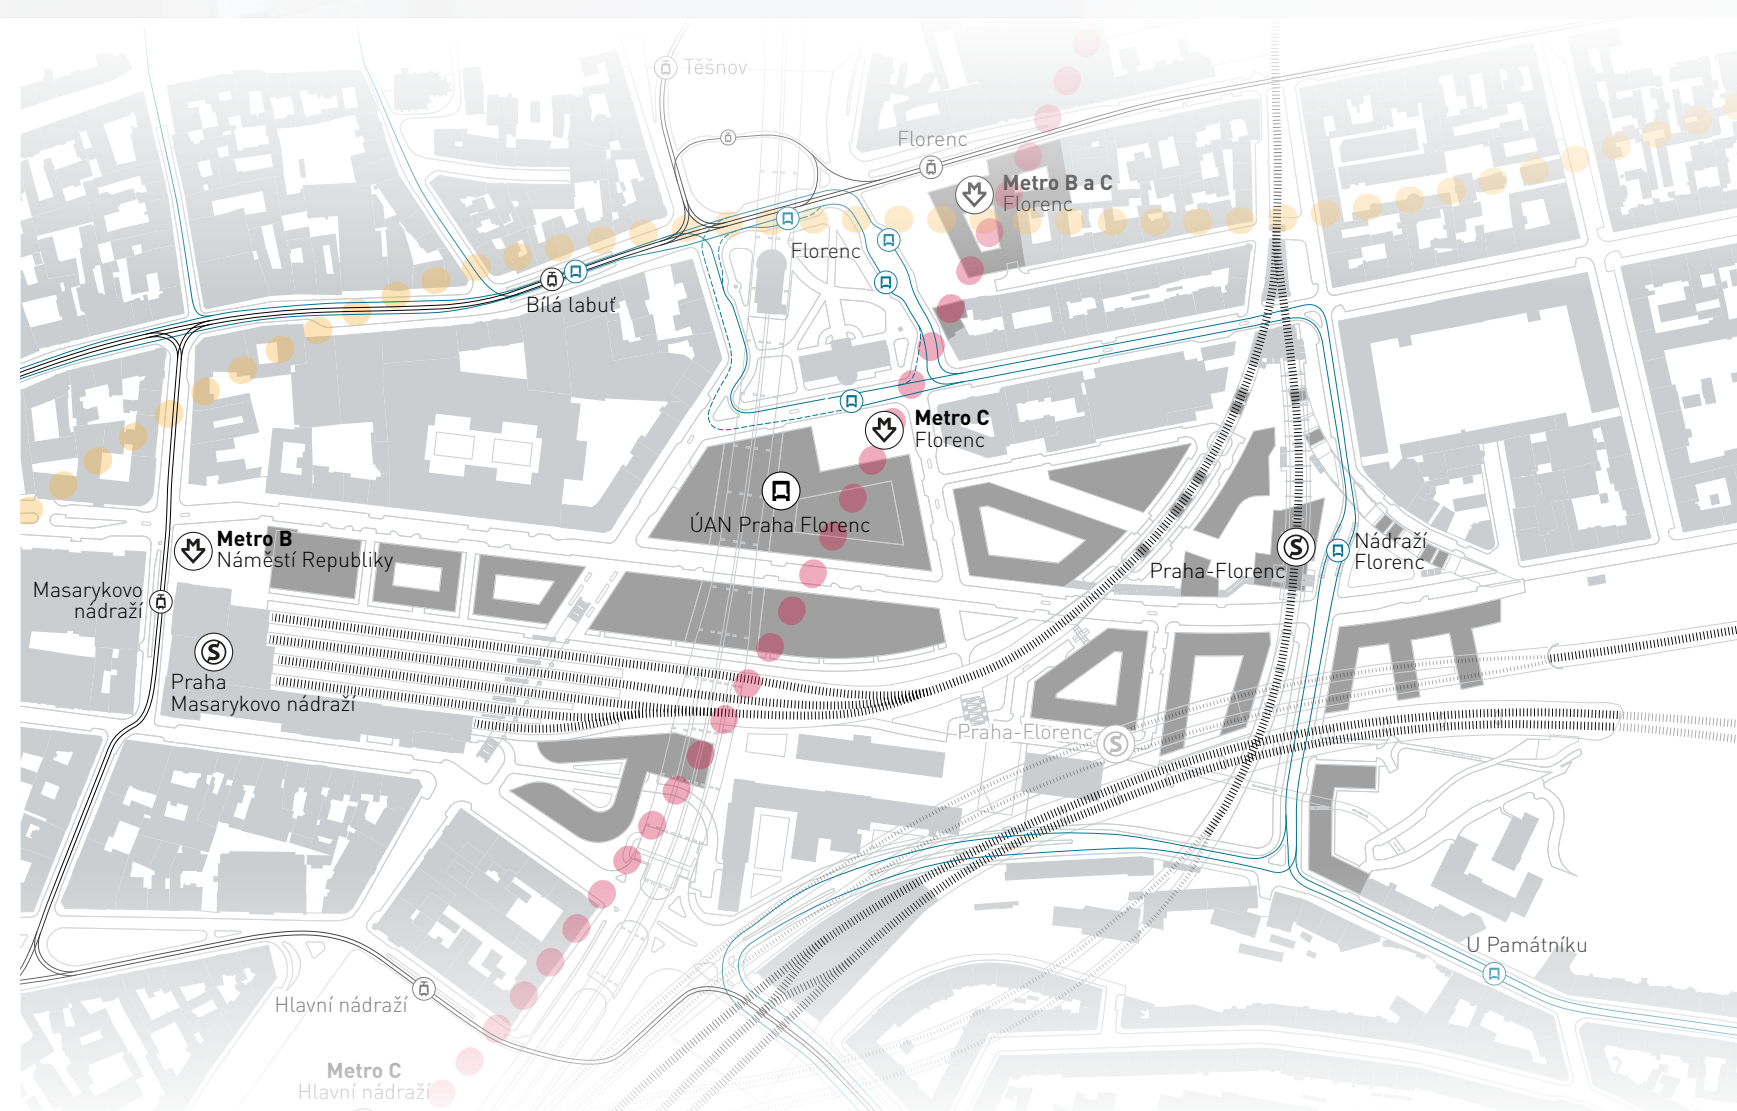 Těšnov
Florenc
Metro B a C
Florenc
Florenc
Bílá labuť
Metro C
Florenc
ÚAN Praha Florenc
Metro B
Náměstí Republiky
Nádraží
Florenc
Praha-Florenc
Masarykovo
nádraží
Praha
Masarykovo nádraží
Praha-Florenc
U Památníku
Hlavní nádraží
Metro C
Hlavní nádraží